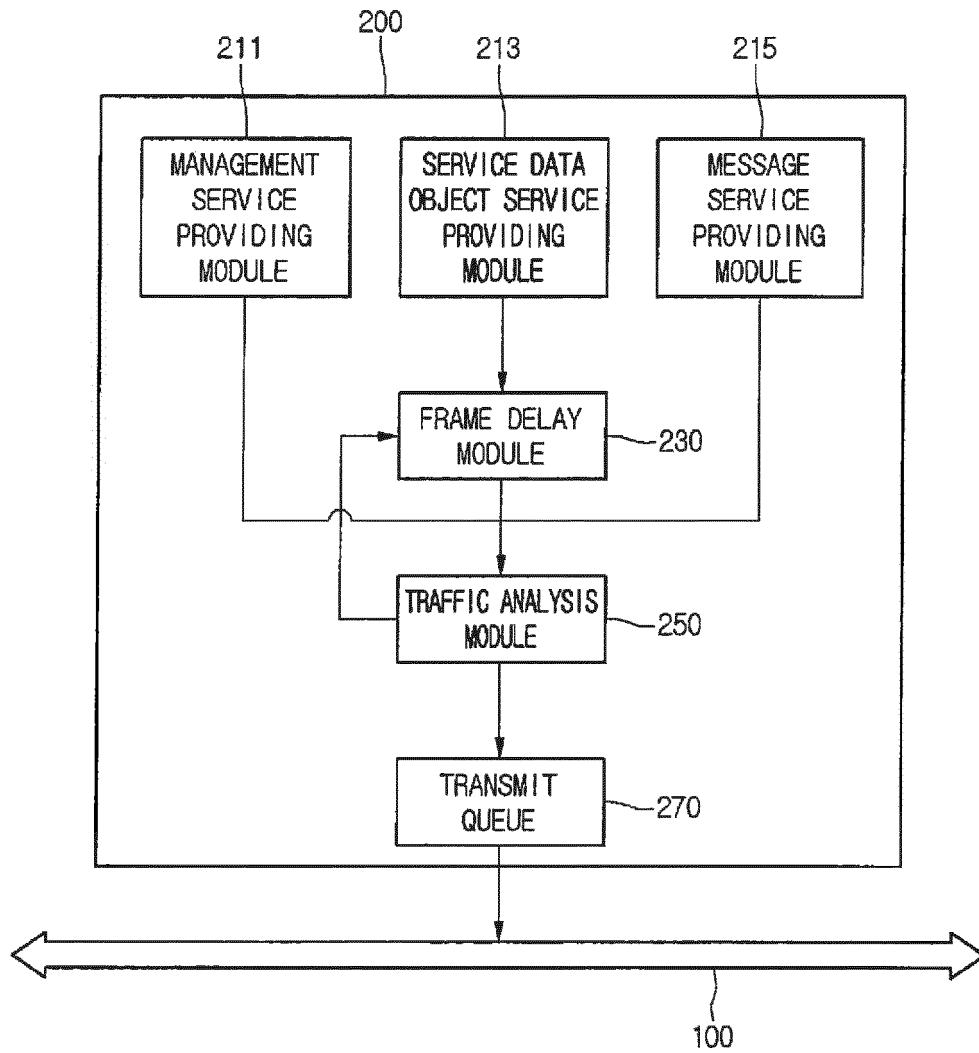 200
211
213
215
MANAGEMENT
SERVICE
PROVIDING
MODULE
SERVICE DATA
OBJECT SERVICE
PROVIDING
MODULE
MESSAGE
SERVICE
PROVIDING
MODULE
FRAME DELAY
MODULE
230
TRAFFIC ANALYSIS
MODULE
250
TRANSMIT
QUEUE
270
100